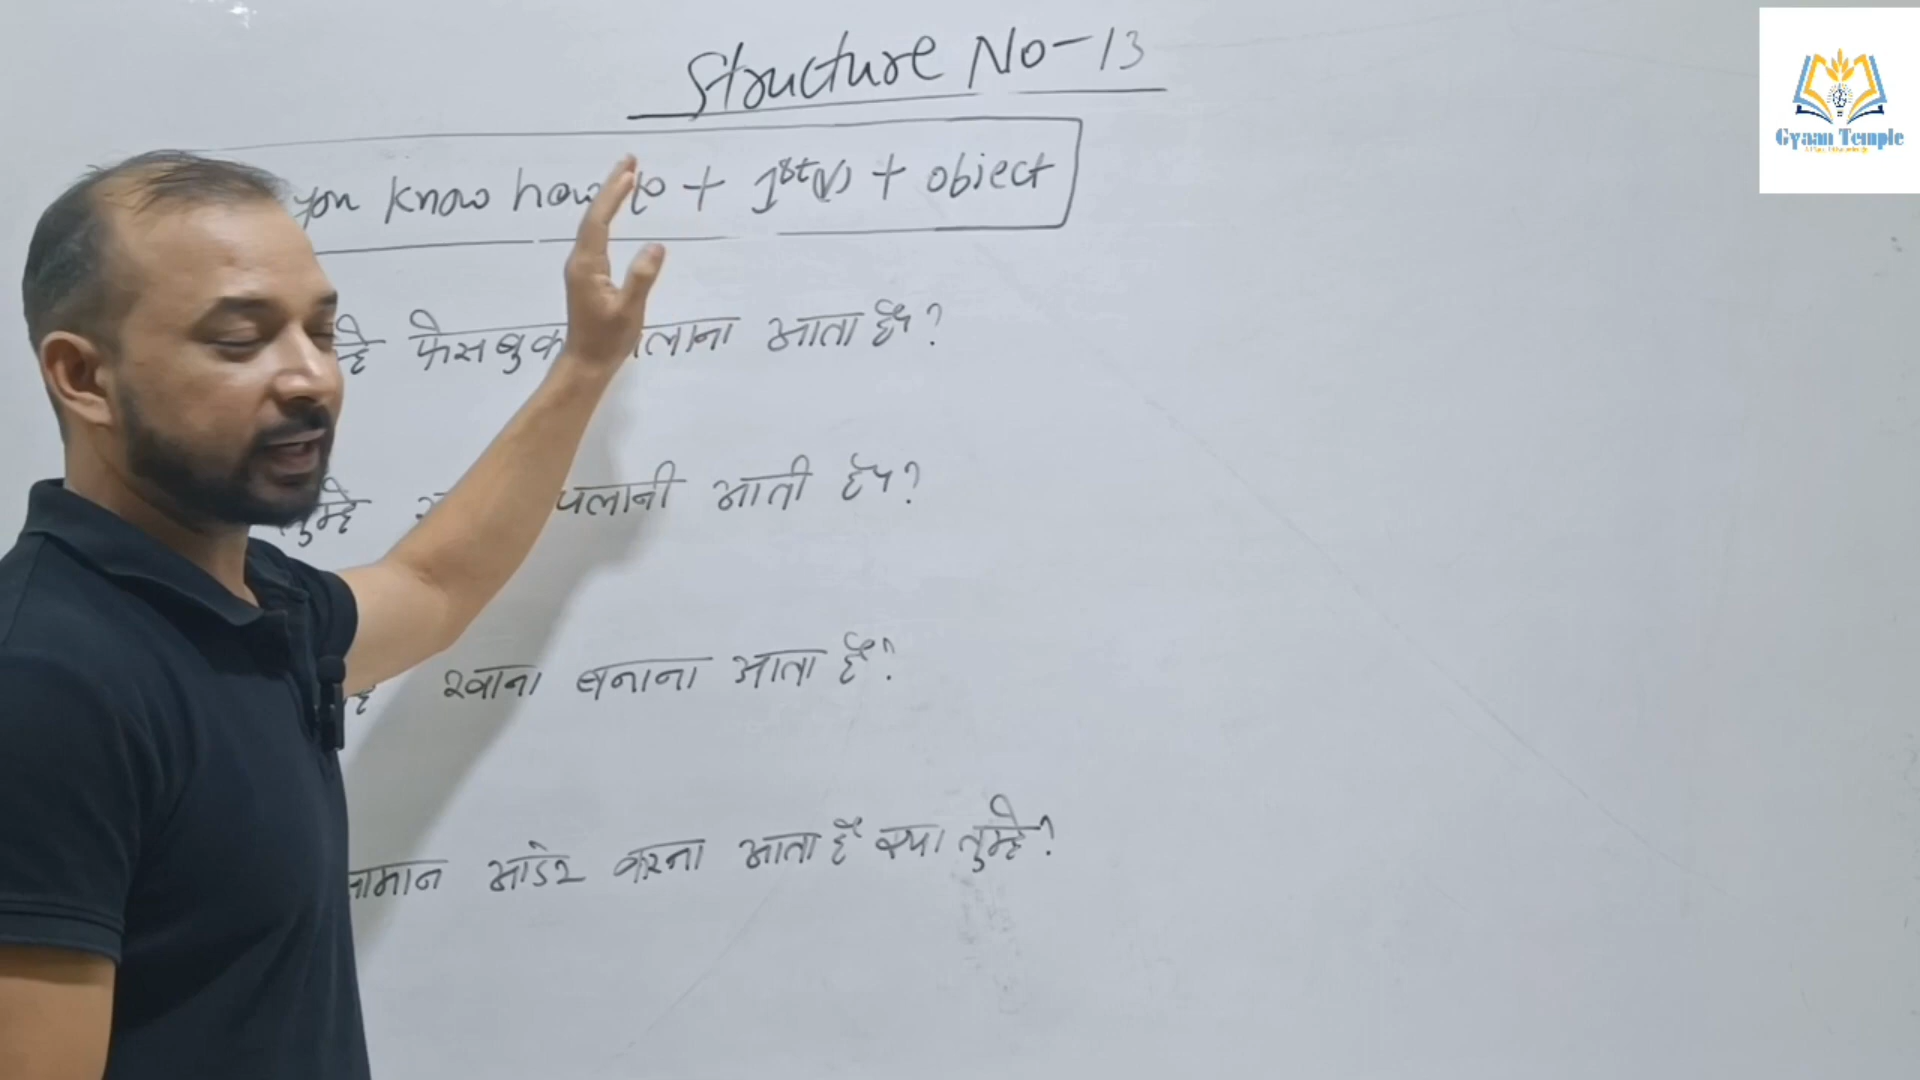 Structure No-13
Gyaan Temple
you know how to + 1st(v) + object
फेसबुक चलाना आता है?
तुम्हे चलानी आती है?
खाना बनाना आता है?
सामान आर्डर करना आता है क्या तुम्हे?